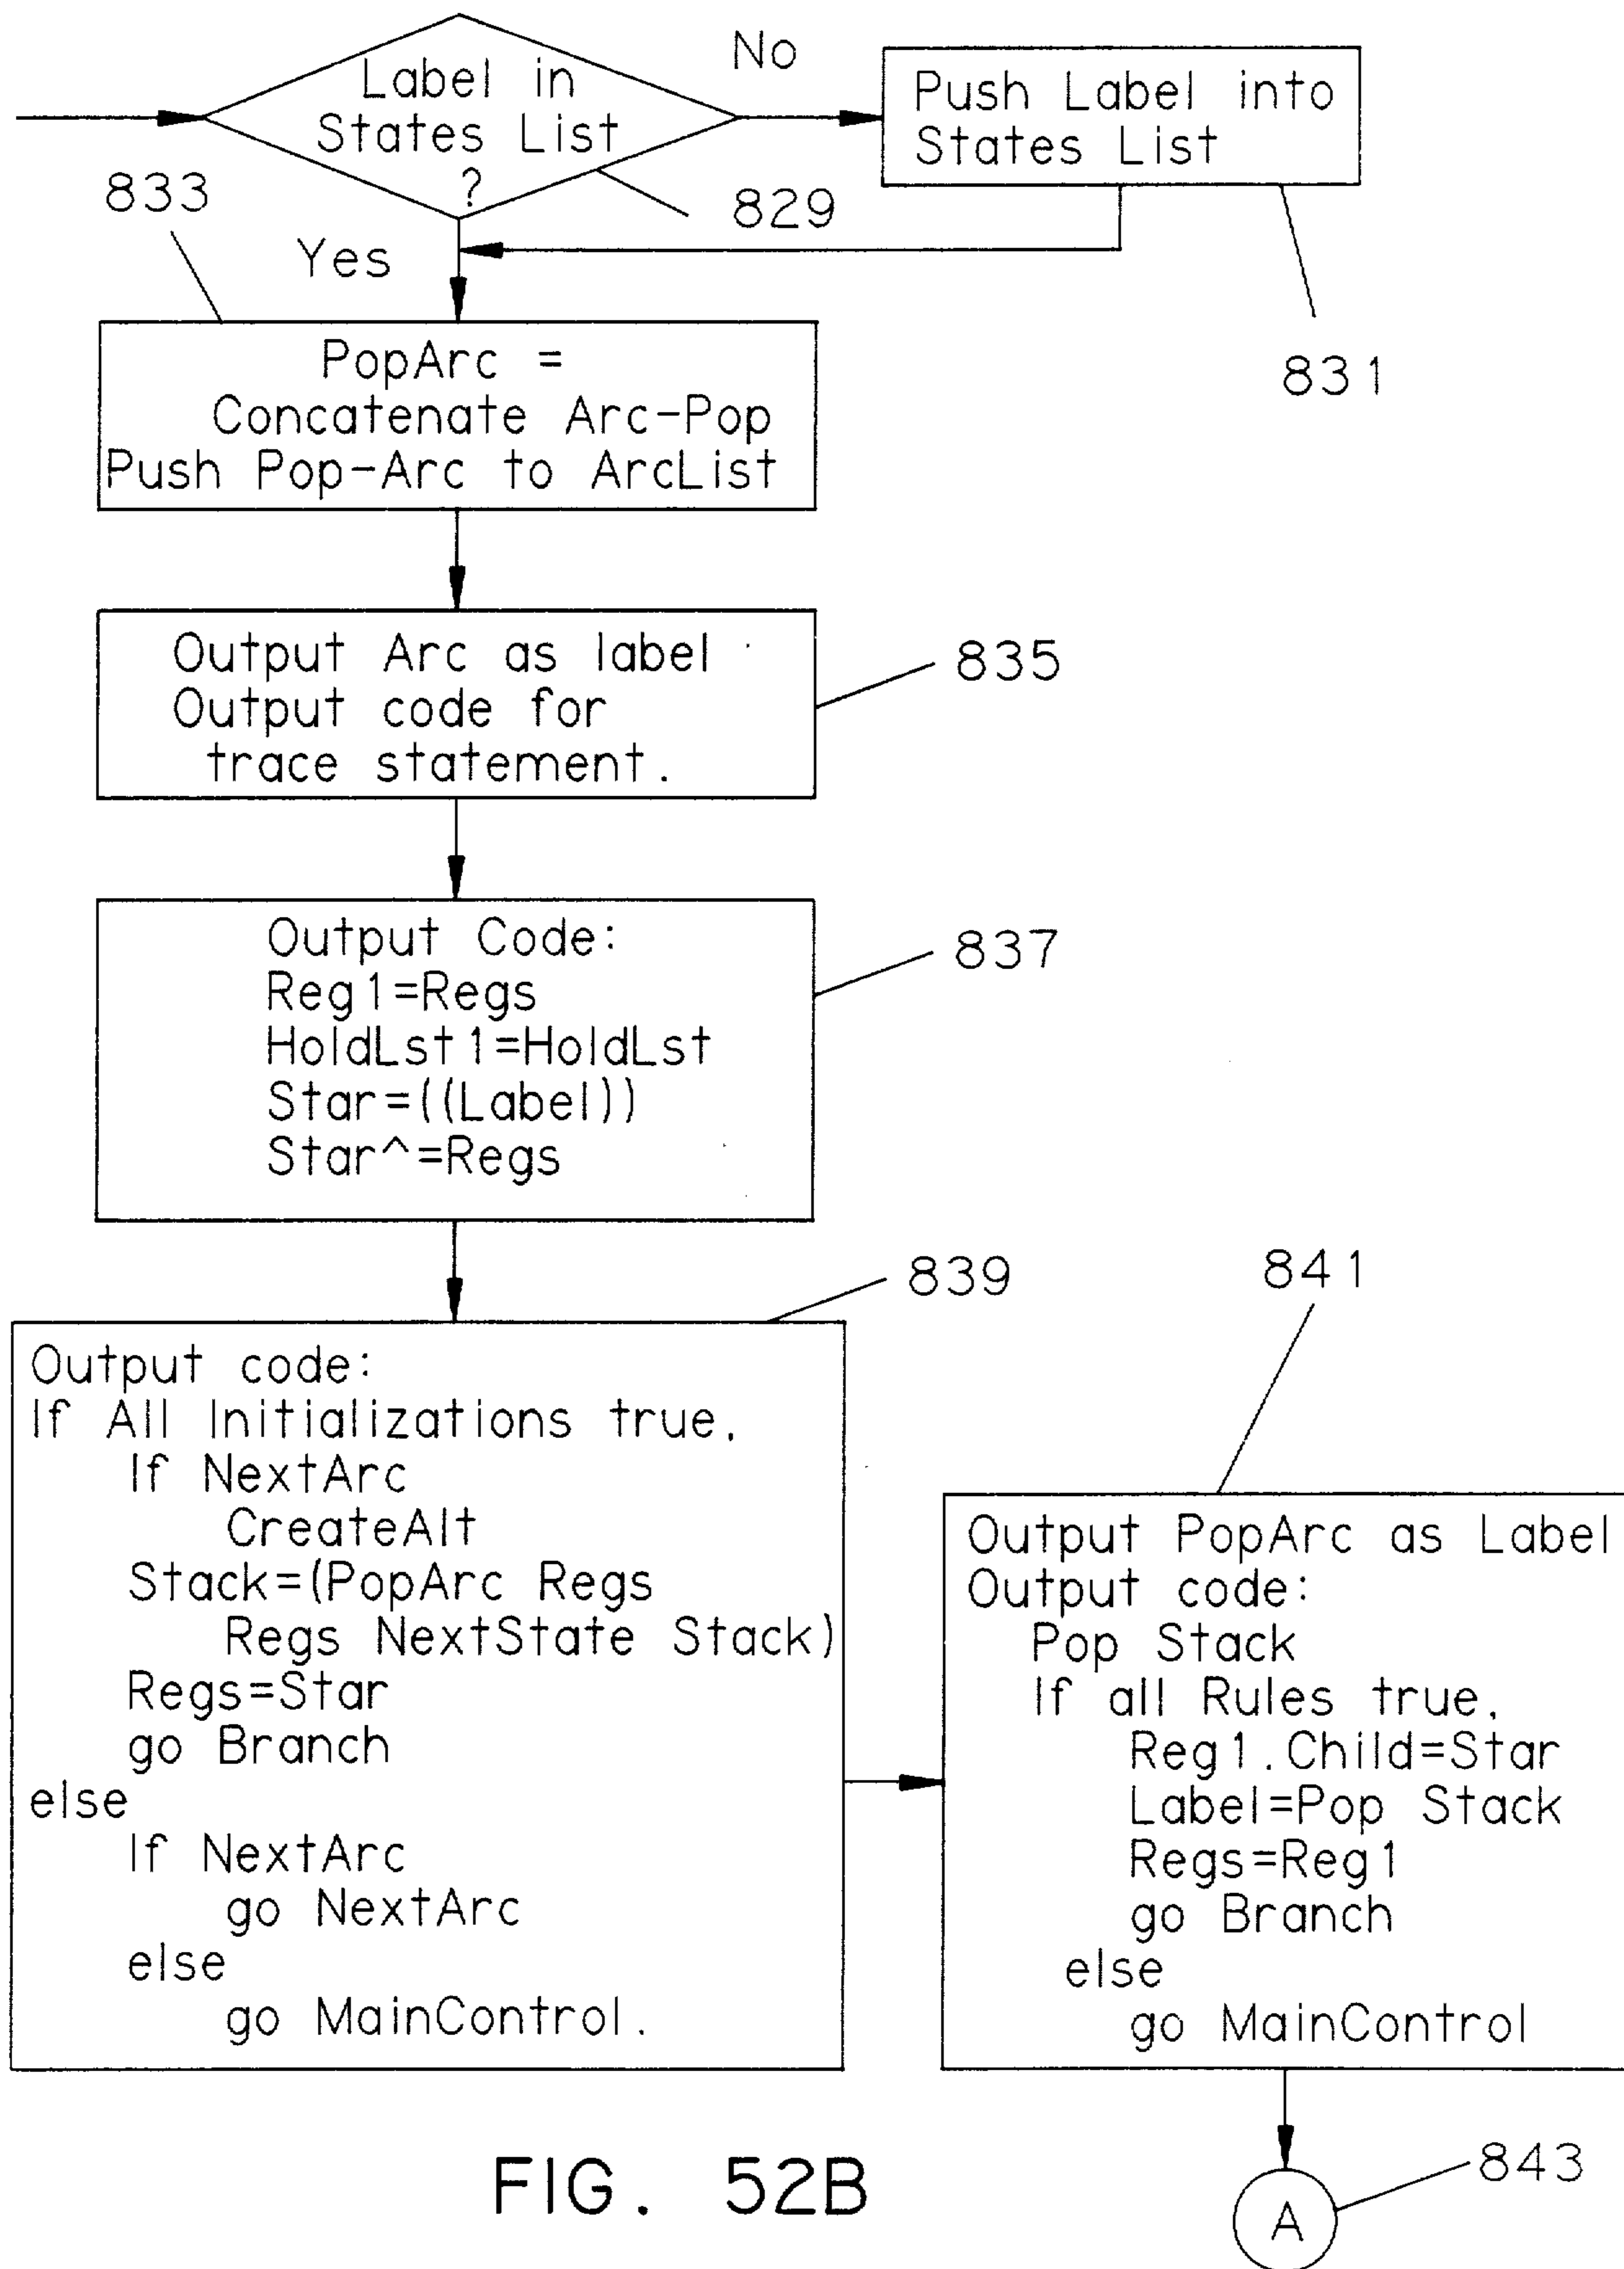 Label in
States List
?
No
Push Label into
States List
833
829
Yes
831
PopArc =
Concatenate Arc-Pop
Push Pop-Arc to ArcList
Output Arc as label
Output code for
trace statement.
835
Output Code:
Reg1=Regs
HoldLst1=HoldLst
Star=((Label))
Star^=Regs
837
839
841
Output code:
If All Initializations true,
If NextArc
CreateAlt
Stack=(PopArc Regs
Regs NextState Stack)
Regs=Star
go Branch
else
If NextArc
go NextArc
else
go MainControl.
Output PopArc as Label
Output code:
Pop Stack
If all Rules true,
Reg1.Child=Star
Label=Pop Stack
Regs=Reg1
go Branch
else
go MainControl
FIG. 52B
843
A